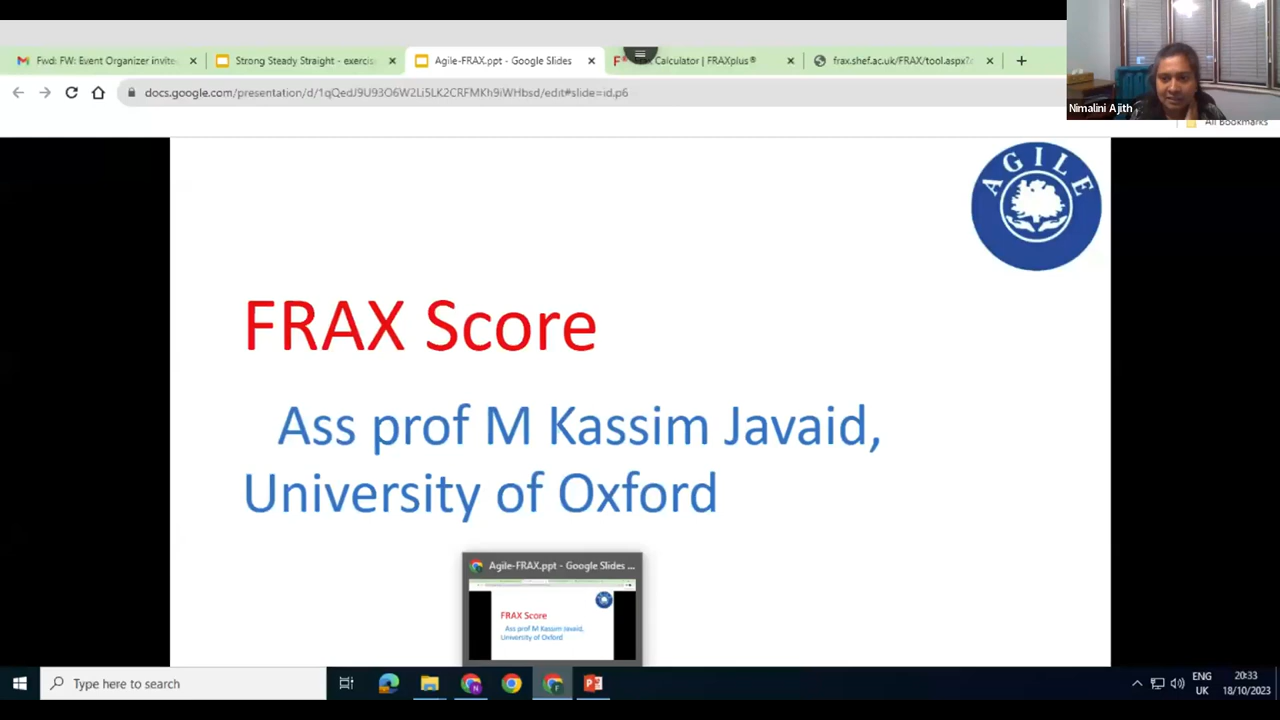 Fwd: FW: Event Organizer invite
Strong Steady Straight - exercis
Agile-FRAX.ppt - Google Slides
Calculator | FRAXplus®
frax.shef.ac.uk/FRAX/tool.aspx?
docs.google.com/presentation/d/1qQedJ9U93O6W2Li5LK2CRFMKh9iWHbsd/edit#slide=id.p6
Nimalini Ajith
All Bookmarks
AGILE
FRAX Score
Ass prof M Kassim Javaid,
University of Oxford
Agile-FRAX.ppt - Google Slides ...
FRAX Score
Ass prof M Kassim Javaid,
University of Oxford
Type here to search
ENG
UK
20:33
18/10/2023